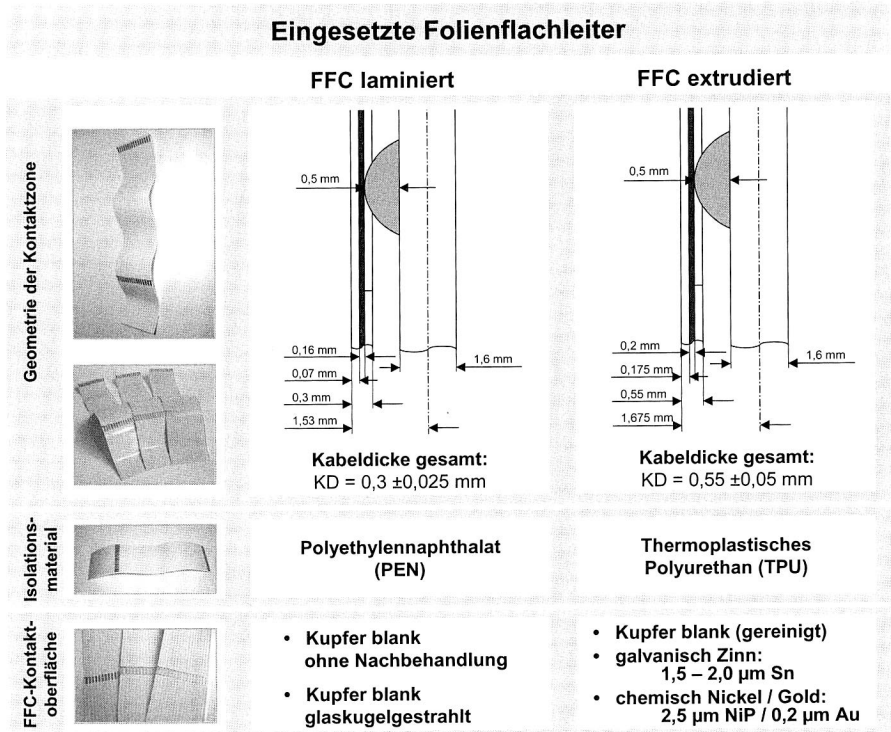 Eingesetzte Folienflachleiter
FFC laminiert
FFC extrudiert
Geometrie der Kontaktzone
0,5 mm
0,16 mm
0,07 mm
0,3 mm
1,53 mm
1,6 mm
Kabeldicke gesamt:
KD = 0,3 ±0,025 mm
0,5 mm
0,2 mm
0,175 mm
0,55 mm
1,675 mm
1,6 mm
Kabeldicke gesamt:
KD = 0,55 ±0,05 mm
Isolations-
material
Polyethylennaphthalat
(PEN)
Thermoplastisches
Polyurethan (TPU)
FFC-Kontakt-
oberfläche
• Kupfer blank
ohne Nachbehandlung
• Kupfer blank
glaskugelgestrahlt
• Kupfer blank (gereinigt)
• galvanisch Zinn:
1,5 – 2,0 µm Sn
• chemisch Nickel / Gold:
2,5 µm NiP / 0,2 µm Au